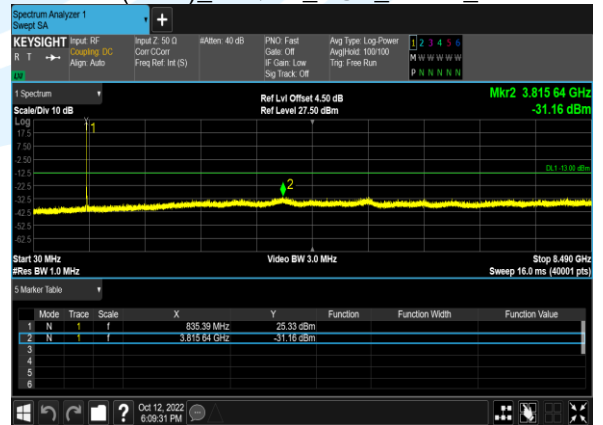 Spectrum Analyzer 1
Swept SA
+
KEYSIGHT
R T
LU
Input: RF
Coupling: DC
Align: Auto
Input Z: 50 Ω
Corr CCorr
Freq Ref: Int (S)
#Atten: 40 dB
PNO: Fast
Gate: Off
IF Gain: Low
Sig Track: Off
Avg Type: Log-Power
Avg|Hold: 100/100
Trig: Free Run
1 2 3 4 5 6
M W W W W W
P N N N N N
1 Spectrum
Scale/Div 10 dB
Log
Ref Lvl Offset 4.50 dB
Ref Level 27.50 dBm
Mkr2 3.815 64 GHz
-31.16 dBm
17.5
7.50
-2.50
-12.5
-22.5
-32.5
-42.5
-52.5
-62.5
1
2
DL1 -13.00 dBm
Start 30 MHz
#Res BW 1.0 MHz
Video BW 3.0 MHz
Stop 8.490 GHz
Sweep 16.0 ms (40001 pts)
5 Marker Table
Mode Trace Scale X Y Function Function Width Function Value
1 N 1 f 835.39 MHz 25.33 dBm
2 N 1 f 3.815 64 GHz -31.16 dBm
3
4
5
6
?
Oct 12, 2022
6:09:31 PM